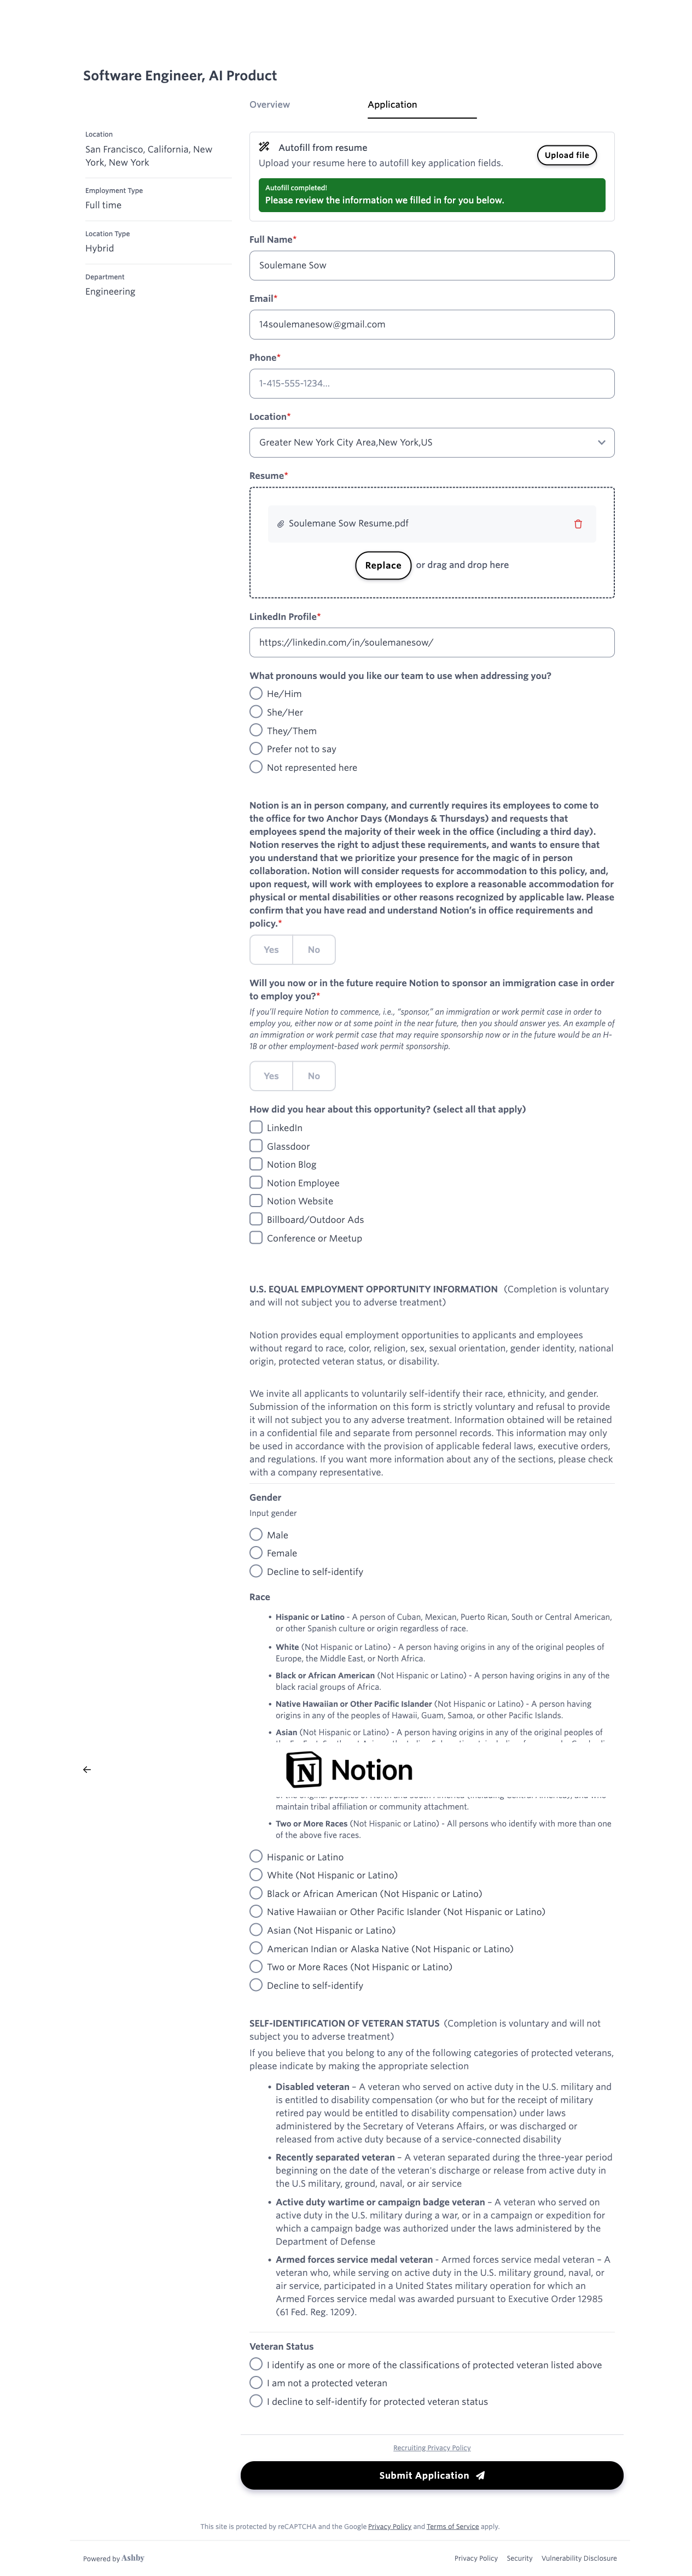 Software Engineer, AI Product
Overview
Application
Location
San Francisco, California, New
York, New York
Employment Type
Full time
Location Type
Hybrid
Department
Engineering
Autofill from resume
Upload your resume here to autofill key application fields.
Upload file
Autofill completed!
Please review the information we filled in for you below.
Full Name*
Soulemane Sow
Email*
14soulemanesow@gmail.com
Phone*
1-415-555-1234...
Location*
Greater New York City Area,New York,US
Resume*
Soulemane Sow Resume.pdf
Replace or drag and drop here
LinkedIn Profile*
https://linkedin.com/in/soulemanesow/
What pronouns would you like our team to use when addressing you?
He/Him
She/Her
They/Them
Prefer not to say
Not represented here
Notion is an in person company, and currently requires its employees to come to
the office for two Anchor Days (Mondays & Thursdays) and requests that
employees spend the majority of their week in the office (including a third day).
Notion reserves the right to adjust these requirements, and wants to ensure that
you understand that we prioritize your presence for the magic of in person
collaboration. Notion will consider requests for accommodation to this policy, and,
upon request, will work with employees to explore a reasonable accommodation for
physical or mental disabilities or other reasons recognized by applicable law. Please
confirm that you have read and understand Notion's in office requirements and
policy.*
Yes No
Will you now or in the future require Notion to sponsor an immigration case in order
to employ you?*
If you'll require Notion to commence, i.e., "sponsor," an immigration or work permit case in order to
employ you, either now or at some point in the near future, then you should answer yes. An example of
an immigration or work permit case that may require sponsorship now or in the future would be an H-
1B or other employment-based work permit sponsorship.
Yes No
How did you hear about this opportunity? (select all that apply)
LinkedIn
Glassdoor
Notion Blog
Notion Employee
Notion Website
Billboard/Outdoor Ads
Conference or Meetup
U.S. EQUAL EMPLOYMENT OPPORTUNITY INFORMATION (Completion is voluntary
and will not subject you to adverse treatment)
Notion provides equal employment opportunities to applicants and employees
without regard to race, color, religion, sex, sexual orientation, gender identity, national
origin, protected veteran status, or disability.
We invite all applicants to voluntarily self-identify their race, ethnicity, and gender.
Submission of the information on this form is strictly voluntary and refusal to provide
it will not subject you to any adverse treatment. Information obtained will be retained
in a confidential file and separate from personnel records. This information may only
be used in accordance with the provision of applicable federal laws, executive orders,
and regulations. If you want more information about any of the sections, please check
with a company representative.
Gender
Input gender
Male
Female
Decline to self-identify
Race
• Hispanic or Latino - A person of Cuban, Mexican, Puerto Rican, South or Central American,
or other Spanish culture or origin regardless of race.
• White (Not Hispanic or Latino) - A person having origins in any of the original peoples of
Europe, the Middle East, or North Africa.
• Black or African American (Not Hispanic or Latino) - A person having origins in any of the
black racial groups of Africa.
• Native Hawaiian or Other Pacific Islander (Not Hispanic or Latino) - A person having
origins in any of the peoples of Hawaii, Guam, Samoa, or other Pacific Islands.
• Asian (Not Hispanic or Latino) - A person having origins in any of the original peoples of
Notion
maintain tribal affiliation or community attachment.
• Two or More Races (Not Hispanic or Latino) - All persons who identify with more than one
of the above five races.
Hispanic or Latino
White (Not Hispanic or Latino)
Black or African American (Not Hispanic or Latino)
Native Hawaiian or Other Pacific Islander (Not Hispanic or Latino)
Asian (Not Hispanic or Latino)
American Indian or Alaska Native (Not Hispanic or Latino)
Two or More Races (Not Hispanic or Latino)
Decline to self-identify
SELF-IDENTIFICATION OF VETERAN STATUS (Completion is voluntary and will not
subject you to adverse treatment)
If you believe that you belong to any of the following categories of protected veterans,
please indicate by making the appropriate selection
• Disabled veteran – A veteran who served on active duty in the U.S. military and
is entitled to disability compensation (or who but for the receipt of military
retired pay would be entitled to disability compensation) under laws
administered by the Secretary of Veterans Affairs, or was discharged or
released from active duty because of a service-connected disability
• Recently separated veteran – A veteran separated during the three-year period
beginning on the date of the veteran's discharge or release from active duty in
the U.S military, ground, naval, or air service
• Active duty wartime or campaign badge veteran – A veteran who served on
active duty in the U.S. military during a war, or in a campaign or expedition for
which a campaign badge was authorized under the laws administered by the
Department of Defense
• Armed forces service medal veteran - Armed forces service medal veteran – A
veteran who, while serving on active duty in the U.S. military ground, naval, or
air service, participated in a United States military operation for which an
Armed Forces service medal was awarded pursuant to Executive Order 12985
(61 Fed. Reg. 1209).
Veteran Status
I identify as one or more of the classifications of protected veteran listed above
I am not a protected veteran
I decline to self-identify for protected veteran status
Recruiting Privacy Policy
Submit Application
This site is protected by reCAPTCHA and the Google Privacy Policy and Terms of Service apply.
Powered by Ashby
Privacy Policy Security Vulnerability Disclosure